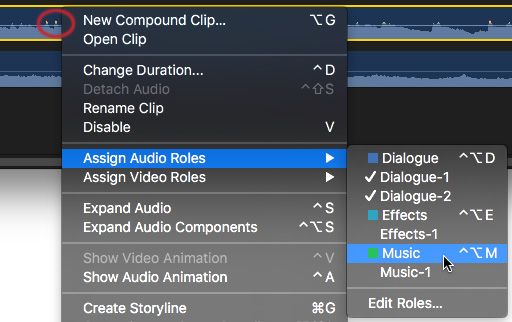 New Compound Clip... ⌥G
Open Clip
Change Duration... ^D
Detach Audio ^⇧S
Rename Clip
Disable V
Assign Audio Roles ▶
Assign Video Roles ▶
Expand Audio ^S
Expand Audio Components ^⌥S
Show Video Animation ^V
Show Audio Animation ^A
Create Storyline ⌘G
Dialogue ^⌥D
✓ Dialogue-1
✓ Dialogue-2
Effects ^⌥E
Effects-1
Music ^⌥M
Music-1
Edit Roles...